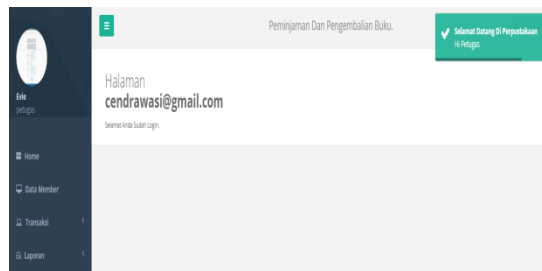 Peminjaman Dan Pengembalian Buku.
Selamat Datang Di Perpustakaan
Hi Petugas
Evie
petugas
Halaman
cendrawasi@gmail.com
Selamat Anda Sudah Login.
Home
Data Member
Transaksi
Laporan